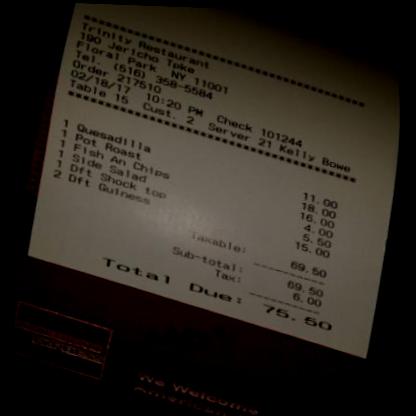 Trinity Restaurant
190 Jericho Tpke
Floral Park NY 11001
Tel. (516) 358-5584
Order 217510 Check 101244
02/18/17 10:20 PM Server 21 Kelly Bowe
Table 15 Cust. 2
1 Quesadilla 11.00
1 Pot Roast 18.00
1 Fish An Chips 16.00
1 Side Salad 4.00
1 Dft Shock top 5.50
2 Dft Guiness 15.00
Taxable: 69.50
Sub-total: 69.50
Tax: 6.00
Total Due: 75.50
We Welcome
American